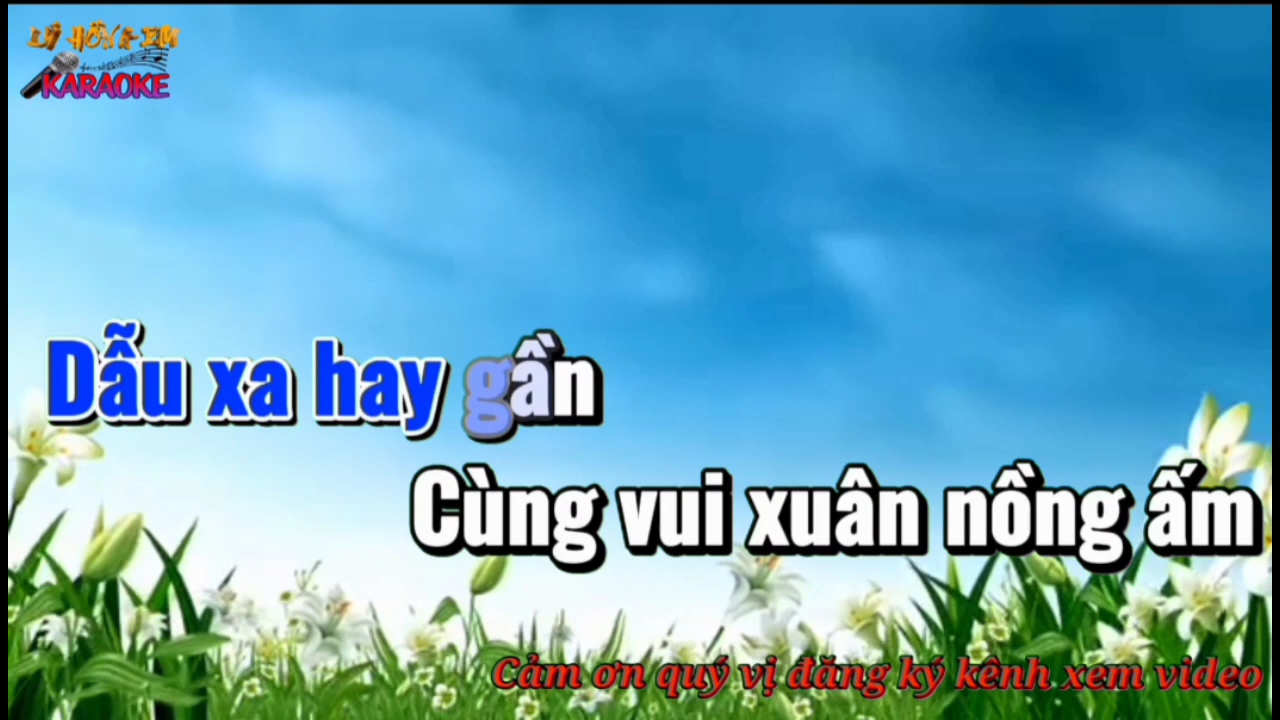 KARAOKE
Dẫu xa hay gần
Cùng vui xuân nồng ấm
Cảm ơn quý vị đăng ký kênh xem video